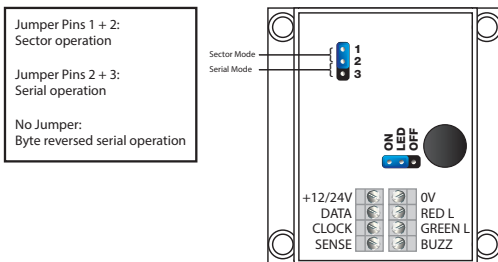 Jumper Pins 1 + 2:
Sector operation
Jumper Pins 2 + 3:
Serial operation
No Jumper:
Byte reversed serial operation
Sector Mode
Serial Mode
1
2
3
ON
LED
OFF
+12/24V
0V
DATA
RED L
CLOCK
GREEN L
SENSE
BUZZ